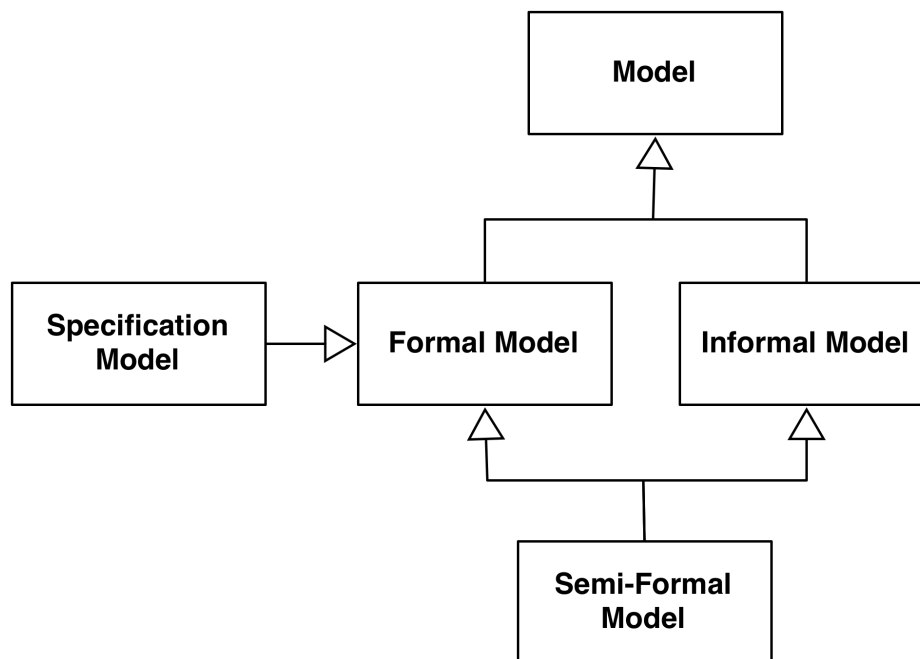 Model
Specification
Model
Formal Model
Informal Model
Semi-Formal
Model